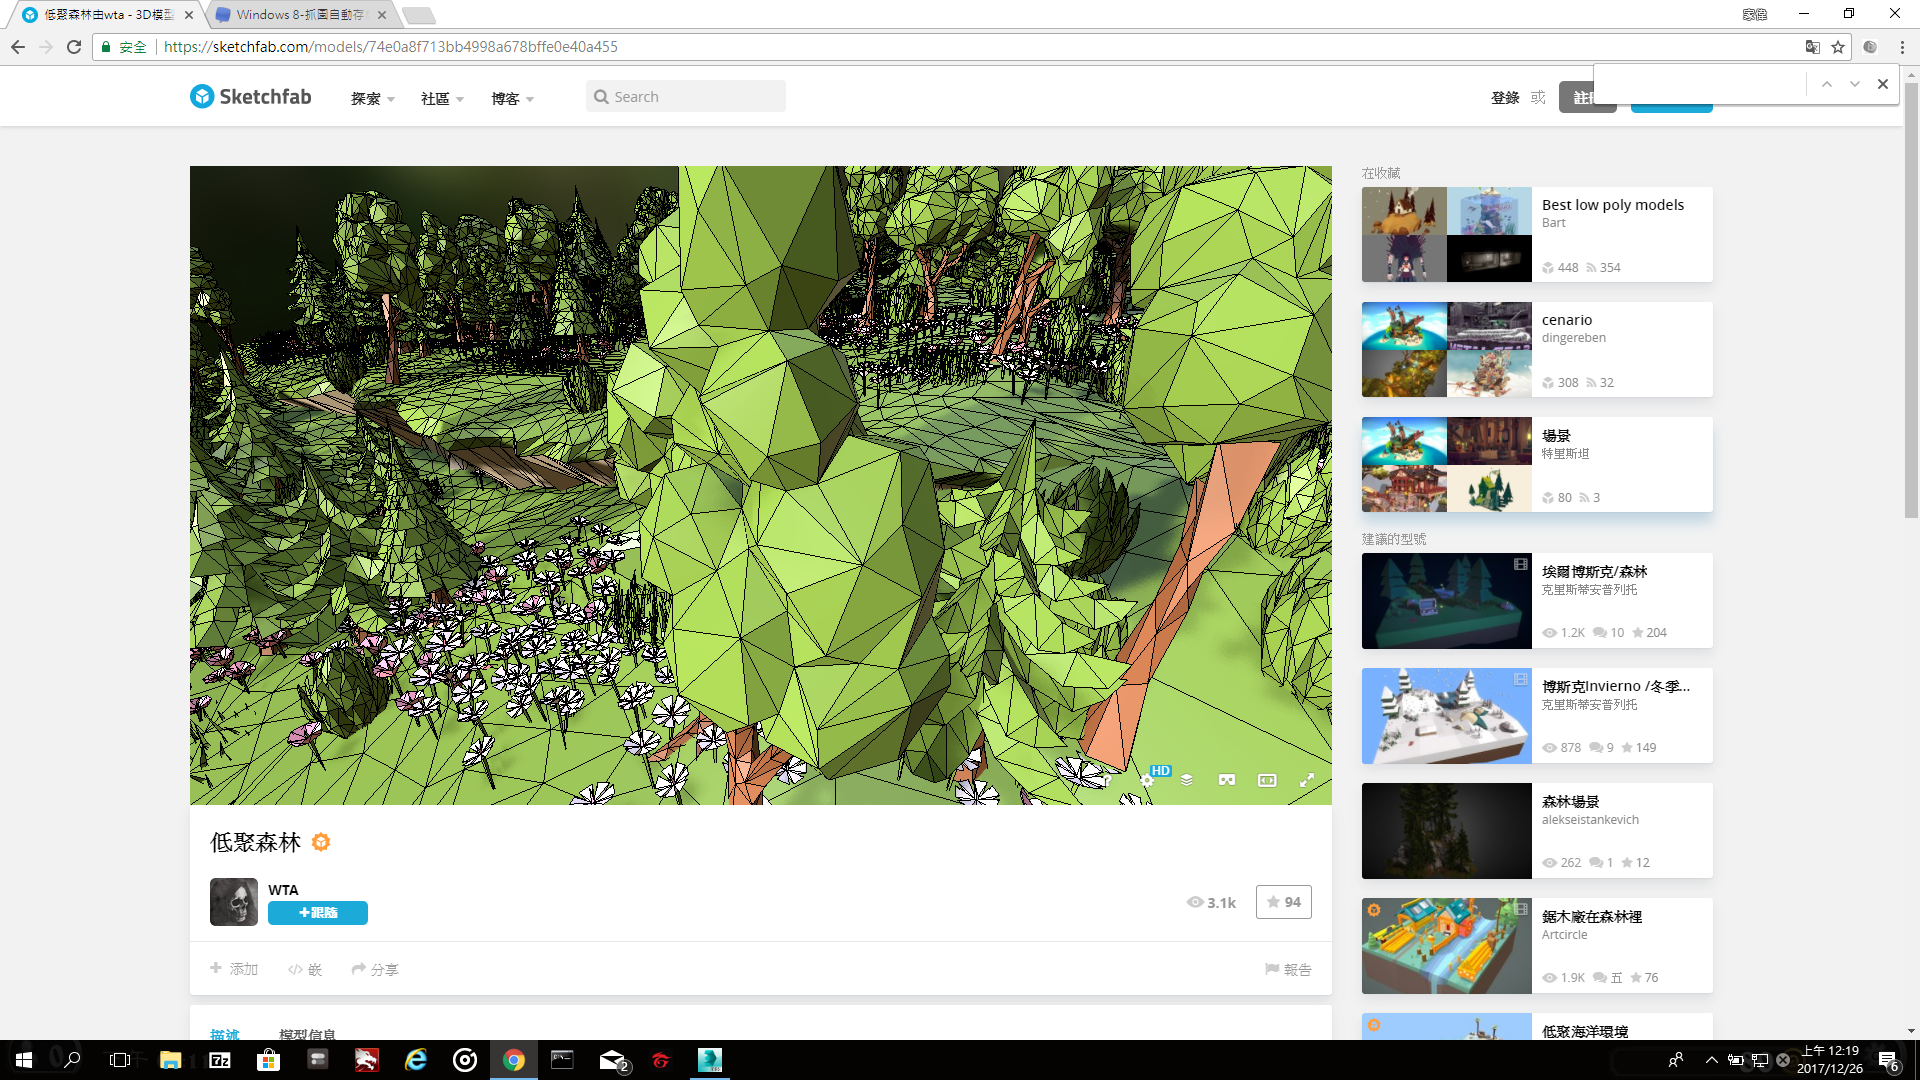 低聚森林由wta - 3D模型
Windows 8-抓圖自動存
家偉
安全
https://sketchfab.com/models/74e0a8f713bb4998a678bffe0e40a455
Sketchfab
探索
社區
博客
Search
登錄 或
在收藏
Best low poly models
Bart
448 354
cenario
dingereben
308 32
場景
特里斯坦
80 3
建議的型號
埃爾博斯克/森林
克里斯蒂安普列托
1.2K 10 204
博斯克Invierno /冬季...
克里斯蒂安普列托
878 9 149
森林場景
alekseistankevich
262 1 12
鋸木廠在森林裡
Artcircle
1.9K 五 76
低聚海洋環境
HD
低聚森林
WTA
+跟隨
3.1k 94
添加 嵌 分享
報告
描述 模型信息
7z
2
上午 12:19
2017/12/26
6